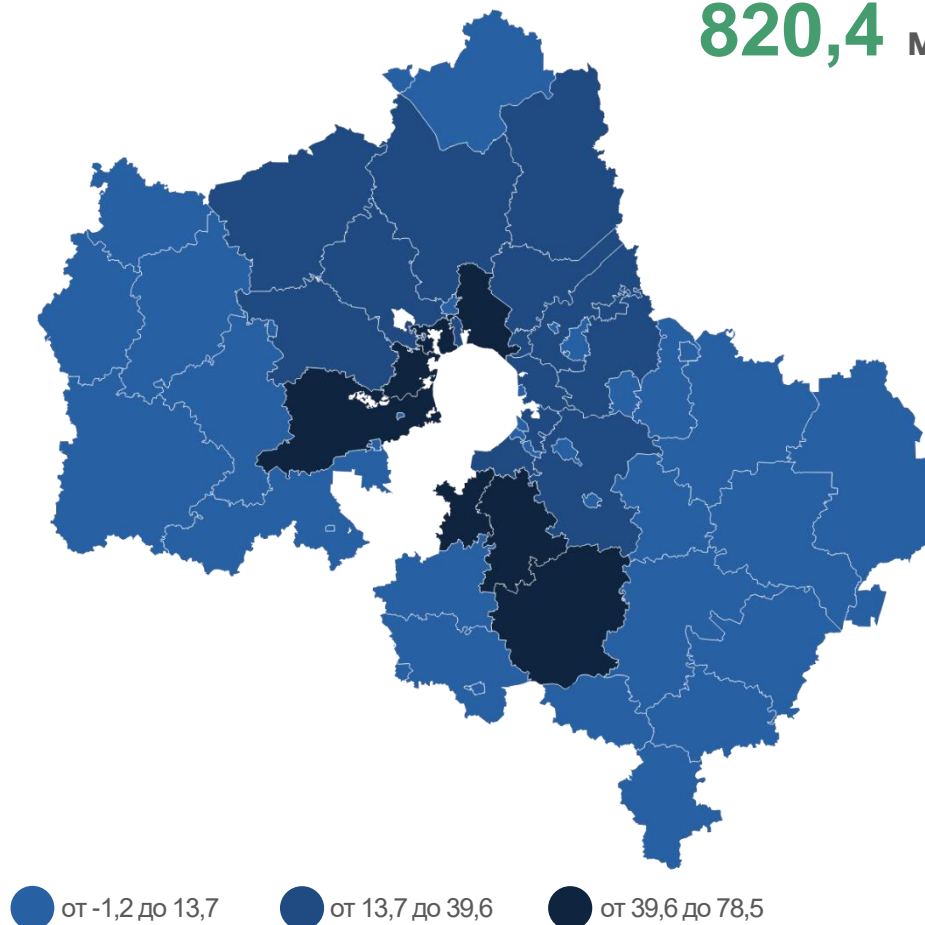 820,4 м
от -1,2 до 13,7
от 13,7 до 39,6
от 39,6 до 78,5